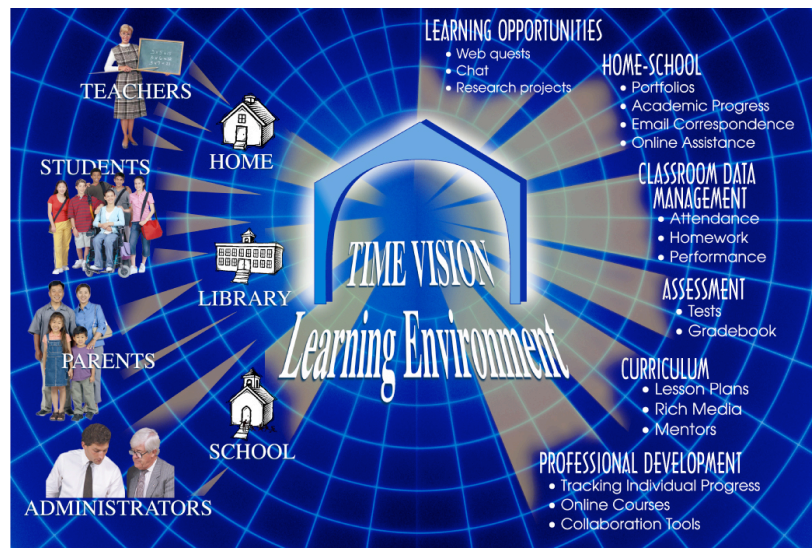 TEACHERS
HOME
STUDENTS
LIBRARY
PARENTS
SCHOOL
ADMINISTRATORS
TIME VISION
Learning Environment
LEARNING OPPORTUNITIES
• Web quests
• Chat
• Research projects
HOME-SCHOOL
• Portfolios
• Academic Progress
• Email Correspondence
• Online Assistance
CLASSROOM DATA
MANAGEMENT
• Attendance
• Homework
• Performance
ASSESSMENT
• Tests
• Gradebook
CURRICULUM
• Lesson Plans
• Rich Media
• Mentors
PROFESSIONAL DEVELOPMENT
• Tracking Individual Progress
• Online Courses
• Collaboration Tools